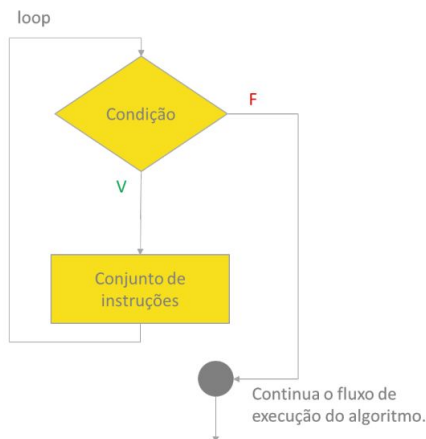 loop
Condição
F
V
Conjunto de
instruções
Continua o fluxo de
execução do algoritmo.